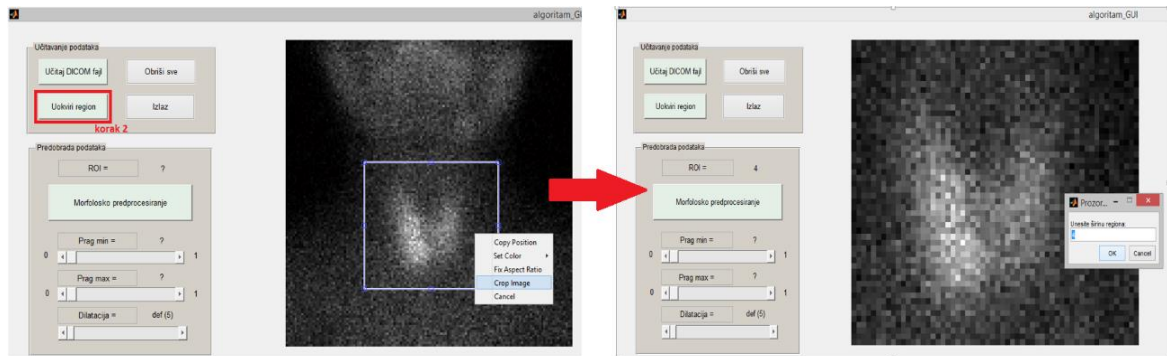 algoritam_GU
Učitavanje podataka
Učitaj DICOM fajl
Obriši sve
Uokviri region
Izlaz
korak 2
Predobrada podataka
ROI =
?
Morfolosko predprocesiranje
Prag min =
?
0
1
Prag max =
?
0
1
Dilatacija =
def (5)
Copy Position
Set Color
Fix Aspect Ratio
Crop Image
Cancel
algoritam_GUI
Učitavanje podataka
Učitaj DICOM fajl
Obriši sve
Uokviri region
Izlaz
Predobrada podataka
ROI =
4
Morfolosko predprocesiranje
Prag min =
?
0
1
Prag max =
?
0
1
Dilatacija =
def (5)
Prozor...
Unesite širinu regiona:
OK
Cancel